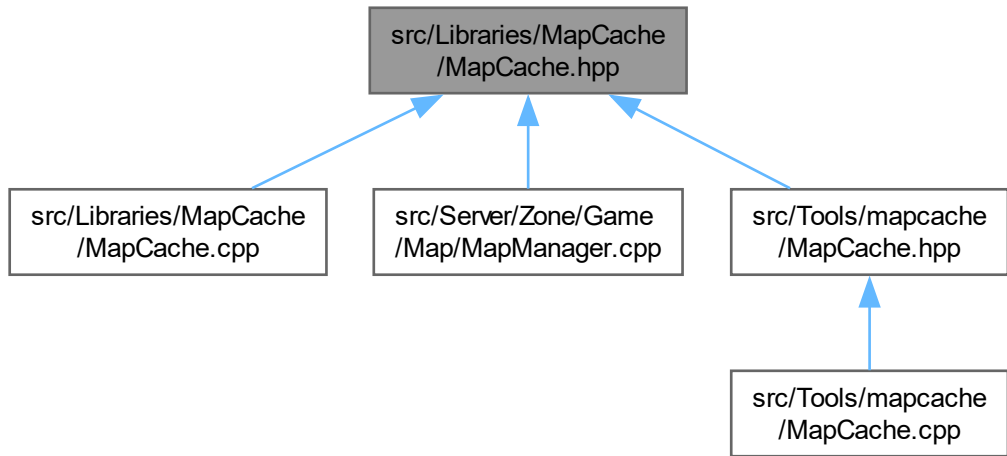 src/Libraries/MapCache
/MapCache.hpp
src/Libraries/MapCache
/MapCache.cpp
src/Server/Zone/Game
/Map/MapManager.cpp
src/Tools/mapcache
/MapCache.hpp
src/Tools/mapcache
/MapCache.cpp